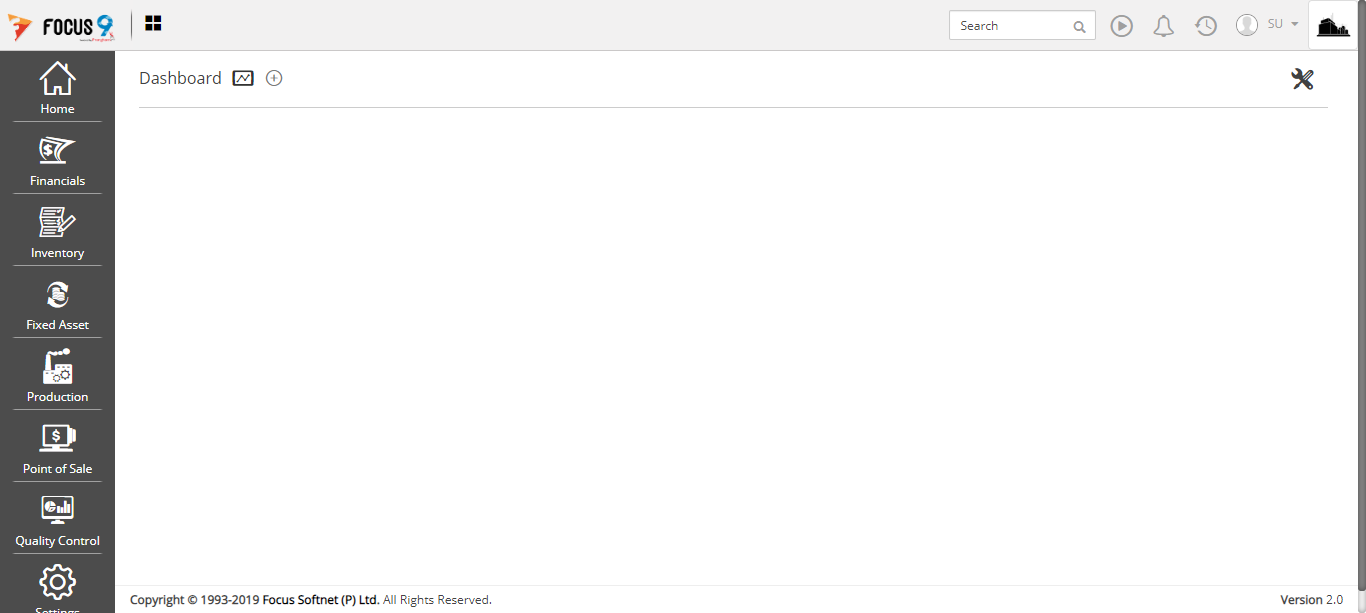 FOCUS 9
Search
SU
Dashboard
Home
Financials
Inventory
Fixed Asset
Production
Point of Sale
Quality Control
Settings
Copyright © 1993-2019 Focus Softnet (P) Ltd. All Rights Reserved.
Version 2.0